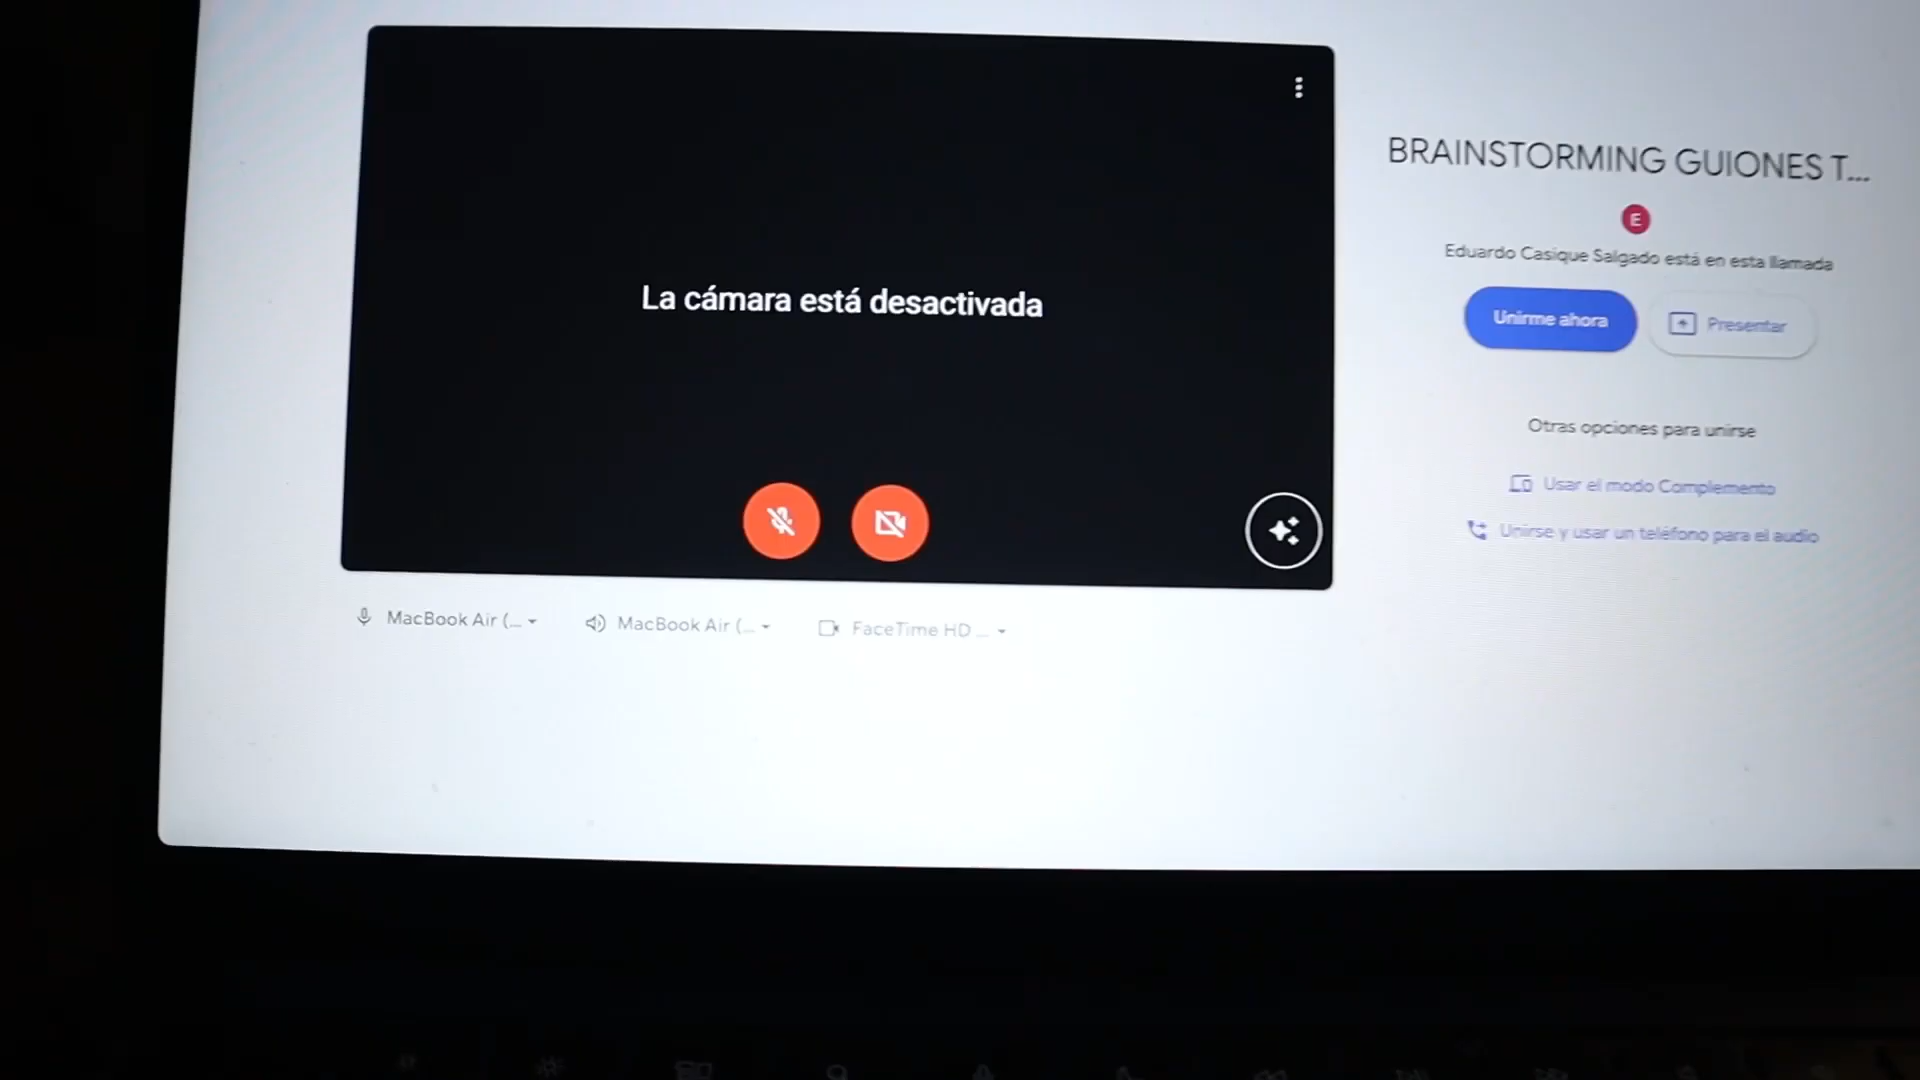 BRAINSTORMING GUIONES T...
E
Eduardo Casique Salgado está en esta llamada
La cámara está desactivada
Unirme ahora
Presentar
Otras opciones para unirse
Usar el modo Complemento
Unirse y usar un teléfono para el audio
MacBook Air (...
MacBook Air (...
FaceTime HD ...